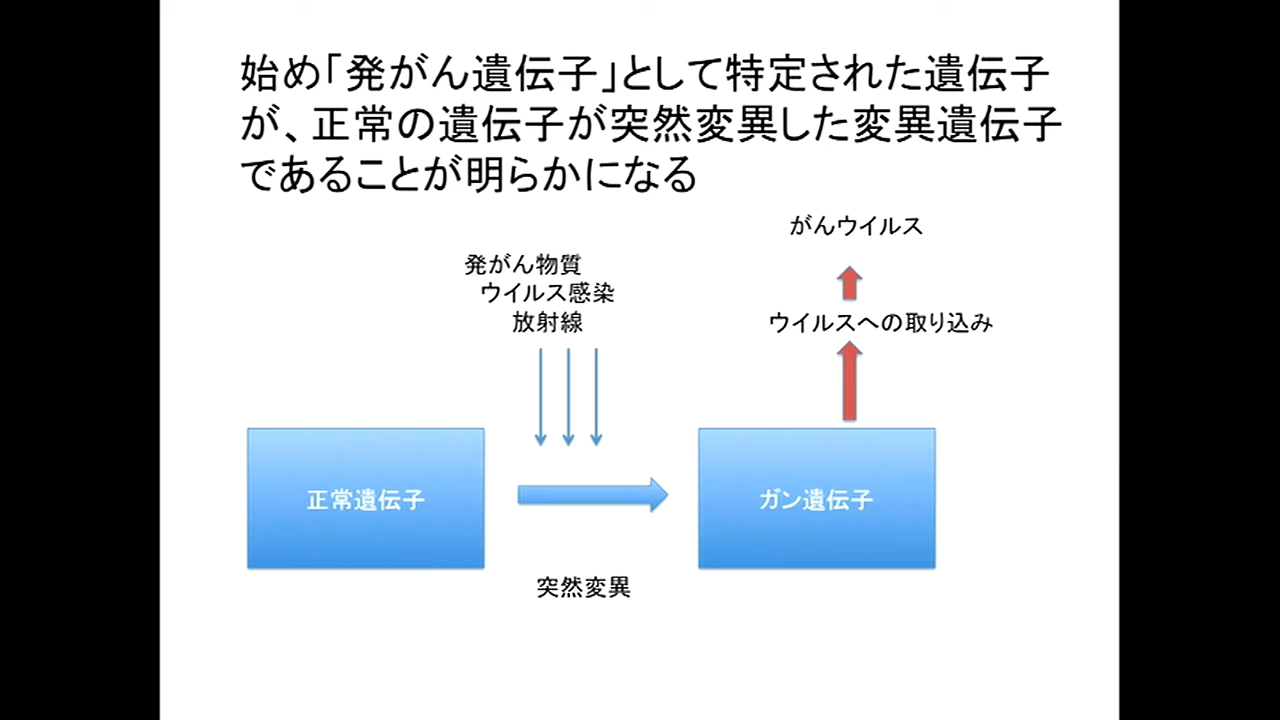 始め「発がん遺伝子」として特定された遺伝子
が、正常の遺伝子が突然変異した変異遺伝子
であることが明らかになる
がんウイルス
発がん物質
ウイルス感染
放射線
ウイルスへの取り込み
正常遺伝子
ガン遺伝子
突然変異